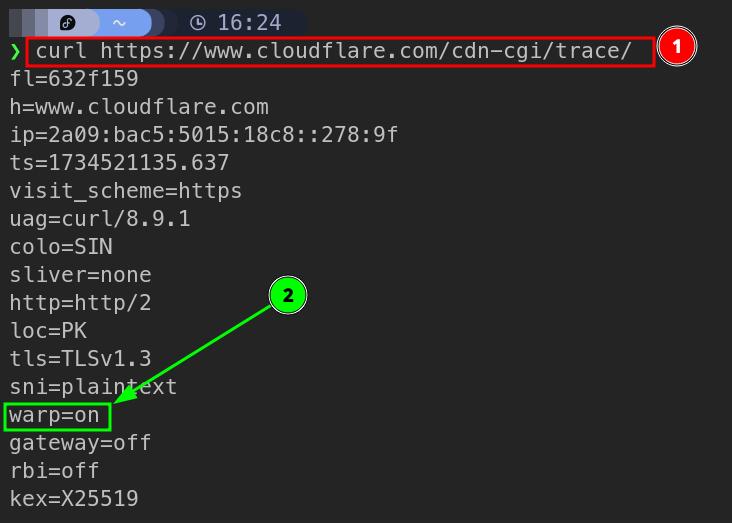 ~ 16:24
❯ curl https://www.cloudflare.com/cdn-cgi/trace/ 1
fl=632f159
h=www.cloudflare.com
ip=2a09:bac5:5015:18c8::278:9f
ts=1734521135.637
visit_scheme=https
uag=curl/8.9.1
colo=SIN
sliver=none
2
http=http/2
loc=PK
tls=TLSv1.3
sni=plaintext
warp=on
gateway=off
rbi=off
kex=X25519